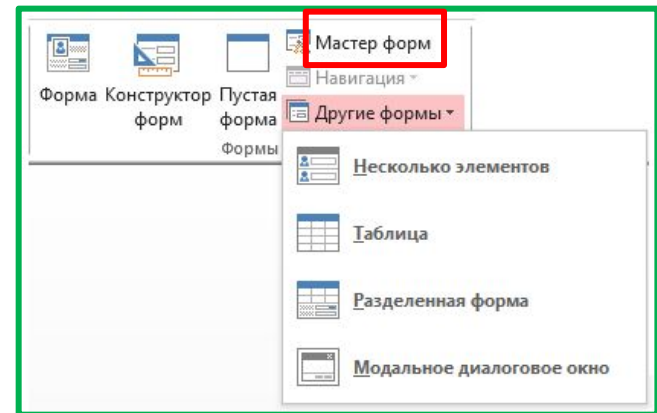 Мастер форм
Навигация
Форма Конструктор Пустая
форм форма
Другие формы
Формы
Несколько элементов
Таблица
Разделенная форма
Модальное диалоговое окно